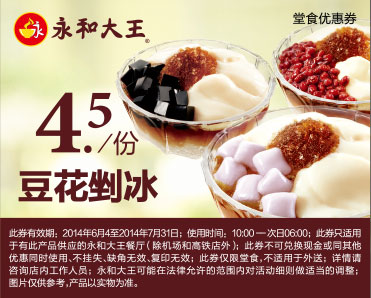 永
永和大王®
堂食优惠券
4.5/份
豆花剉冰
此券有效期：2014年6月4至2014年7月31日；使用时间：10:00一次日06:00；此券只适用
于有此产品供应的永和大王餐厅（除机场和高铁店外）；此券不可兑换现金或同其他
优惠同时使用、不挂失、缺角无效、复印无效；此券仅限堂食，不适用于外送；详情请
咨询店内工作人员；永和大王可能在法律允许的范围内对活动细则做适当的调整；
图片仅供参考，产品以实物为准。